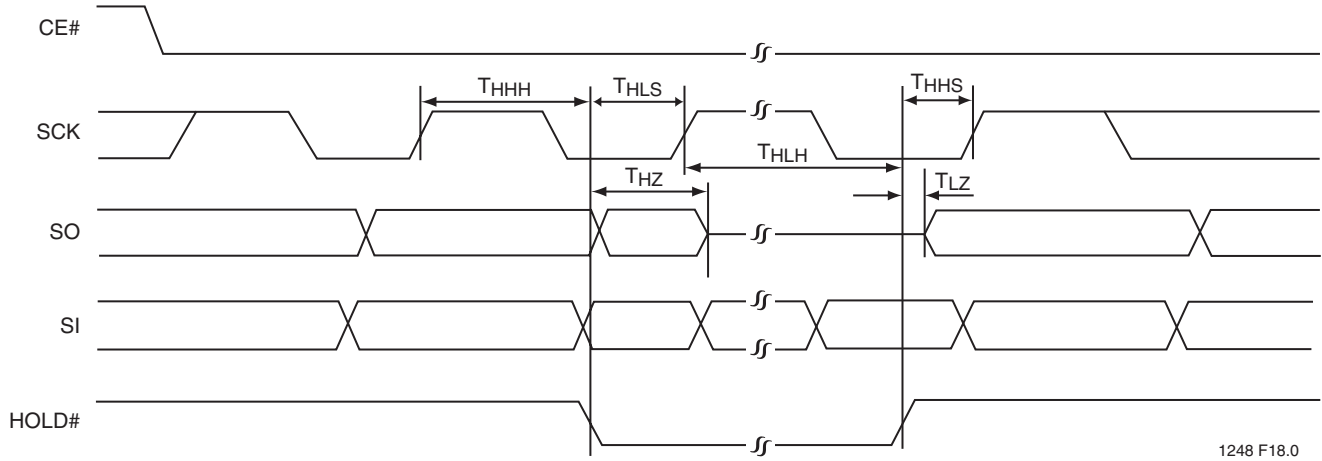 CE#
THHH
THLS
THHS
SCK
THLH
THZ
TLZ
SO
SI
HOLD#
1248 F18.0